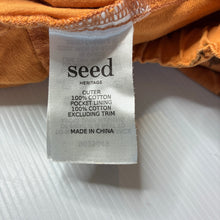 seed
HERITAGE
OUTER
100% COTTON
POCKET LINING
100% COTTON
EXCLUDING TRIM
MADE IN CHINA